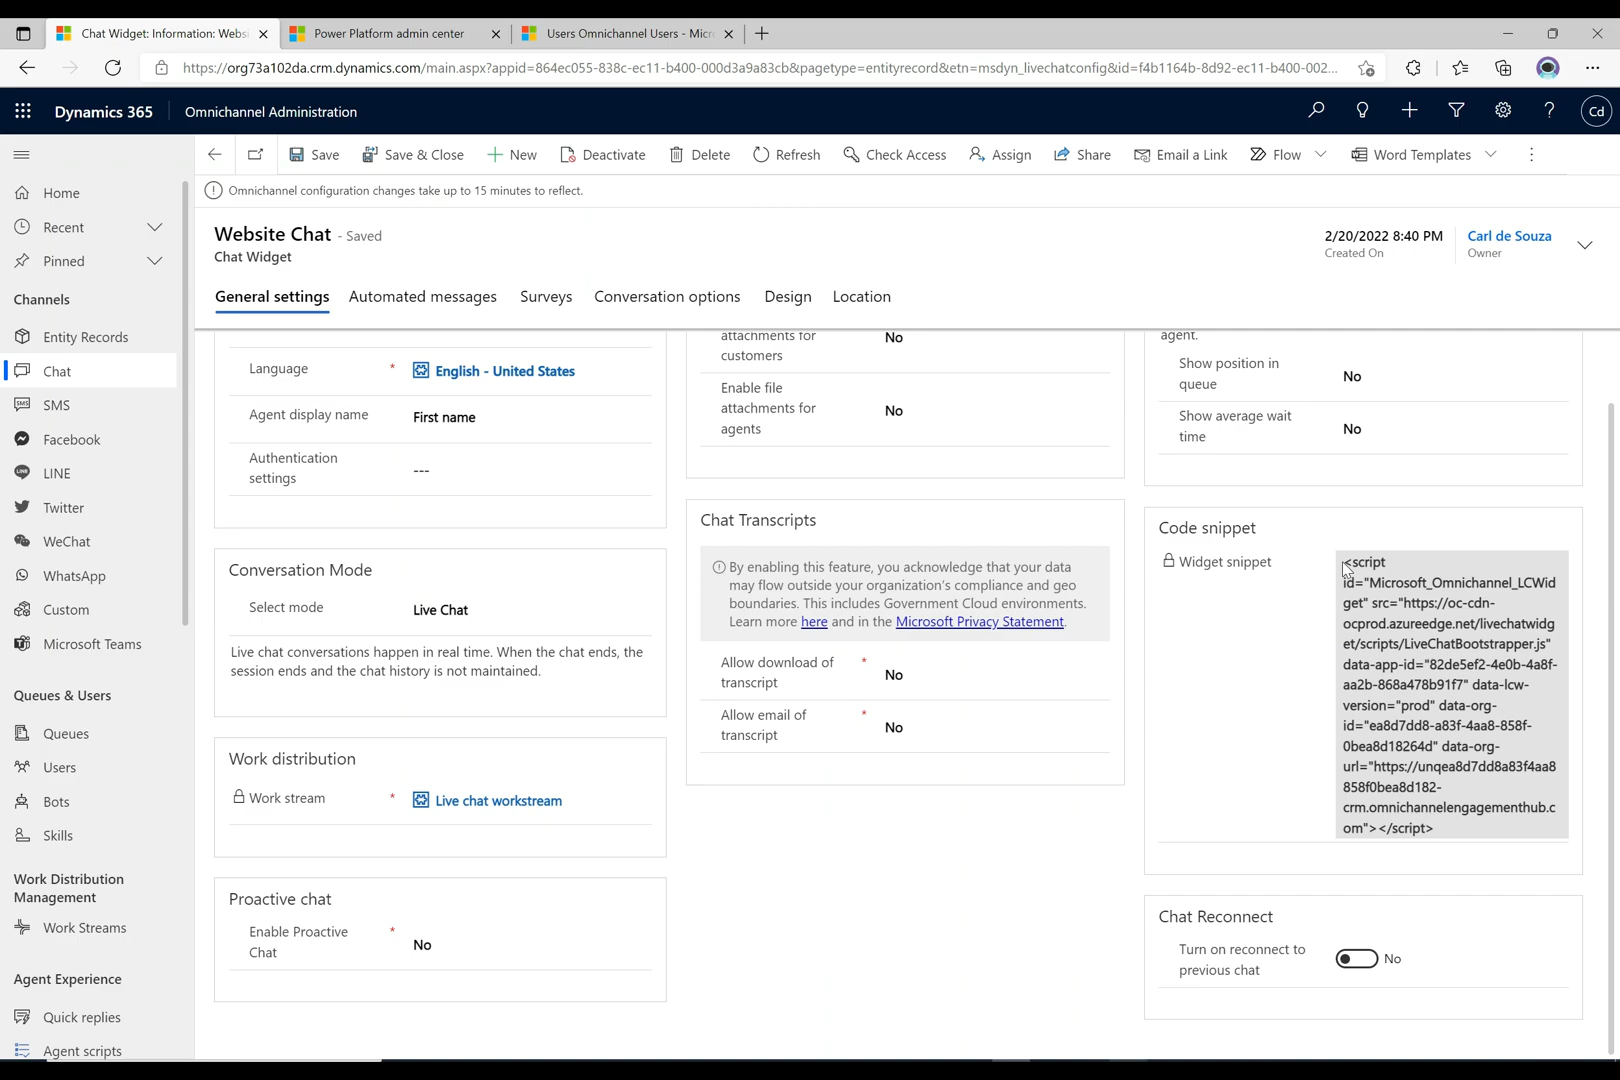 Chat Widget: Information: Websi
Power Platform admin center
Users Omnichannel Users - Micr
https://org73a102da.crm.dynamics.com/main.aspx?appid=864ec055-838c-ec11-b400-000d3a9a83cb&pagetype=entityrecord&etn=msdyn_livechatconfig&id=f4b1164b-8d92-ec11-b400-002...
Dynamics 365
Omnichannel Administration
Cd
Save
Save & Close
New
Deactivate
Delete
Refresh
Check Access
Assign
Share
Email a Link
Flow
Word Templates
Omnichannel configuration changes take up to 15 minutes to reflect.
Home
Recent
Pinned
Channels
Entity Records
Chat
SMS
Facebook
LINE
Twitter
WeChat
WhatsApp
Custom
Microsoft Teams
Queues & Users
Queues
Users
Bots
Skills
Work Distribution
Management
Work Streams
Agent Experience
Quick replies
Agent scripts
Website Chat - Saved
Chat Widget
2/20/2022 8:40 PM
Created On
Carl de Souza
Owner
General settings
Automated messages
Surveys
Conversation options
Design
Location
Language
*
English - United States
Agent display name
First name
Authentication
settings
---
Conversation Mode
Select mode
Live Chat
Live chat conversations happen in real time. When the chat ends, the
session ends and the chat history is not maintained.
Work distribution
Work stream
*
Live chat workstream
Proactive chat
Enable Proactive
Chat
*
No
attachments for
customers
No
Enable file
attachments for
agents
No
Chat Transcripts
By enabling this feature, you acknowledge that your data
may flow outside your organization's compliance and geo
boundaries. This includes Government Cloud environments.
Learn more here and in the Microsoft Privacy Statement.
Allow download of
transcript
*
No
Allow email of
transcript
*
No
agent.
Show position in
queue
No
Show average wait
time
No
Code snippet
Widget snippet
<script
id="Microsoft_Omnichannel_LCWid
get" src="https://oc-cdn-
ocprod.azureedge.net/livechatwidg
et/scripts/LiveChatBootstrapper.js"
data-app-id="82de5ef2-4e0b-4a8f-
aa2b-868a478b91f7" data-lcw-
version="prod" data-org-
id="ea8d7dd8-a83f-4aa8-858f-
0bea8d18264d" data-org-
url="https://unqea8d7dd8a83f4aa8
858f0bea8d182-
crm.omnichannelengagementhub.c
om"></script>
Chat Reconnect
Turn on reconnect to
previous chat
No